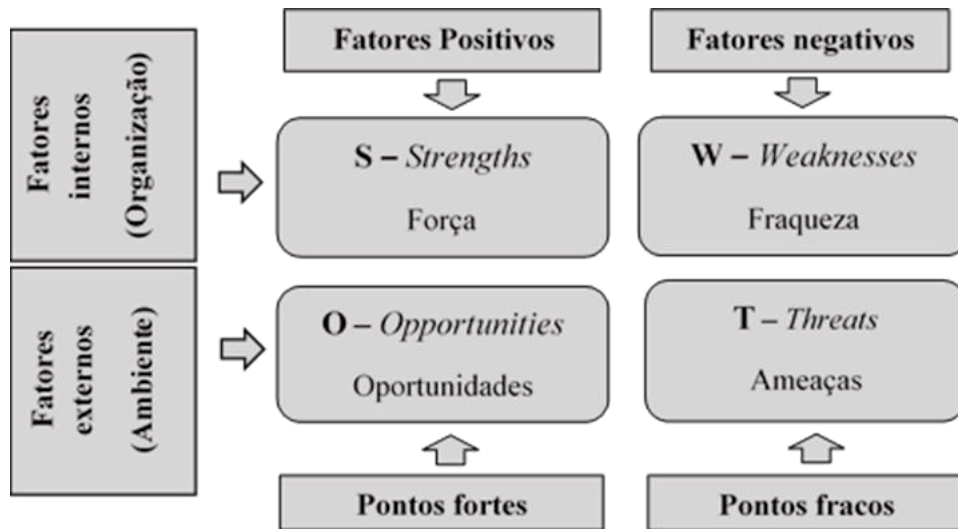 Fatores Positivos
Fatores negativos
Fatores
internos
(Organização)
S – Strengths
Força
W – Weaknesses
Fraqueza
Fatores
externos
(Ambiente)
O – Opportunities
Oportunidades
T – Threats
Ameaças
Pontos fortes
Pontos fracos